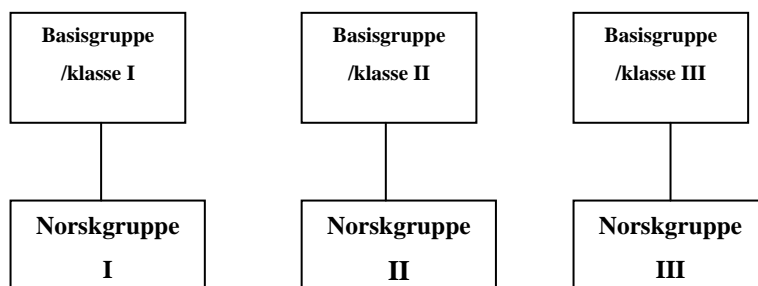 Basisgruppe
/klasse I
Basisgruppe
/klasse II
Basisgruppe
/klasse III
Norskgruppe
I
Norskgruppe
II
Norskgruppe
III